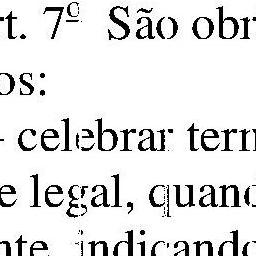 rt. 7º São obr
os:
- celebrar term
e legal, quand
nte, indicando